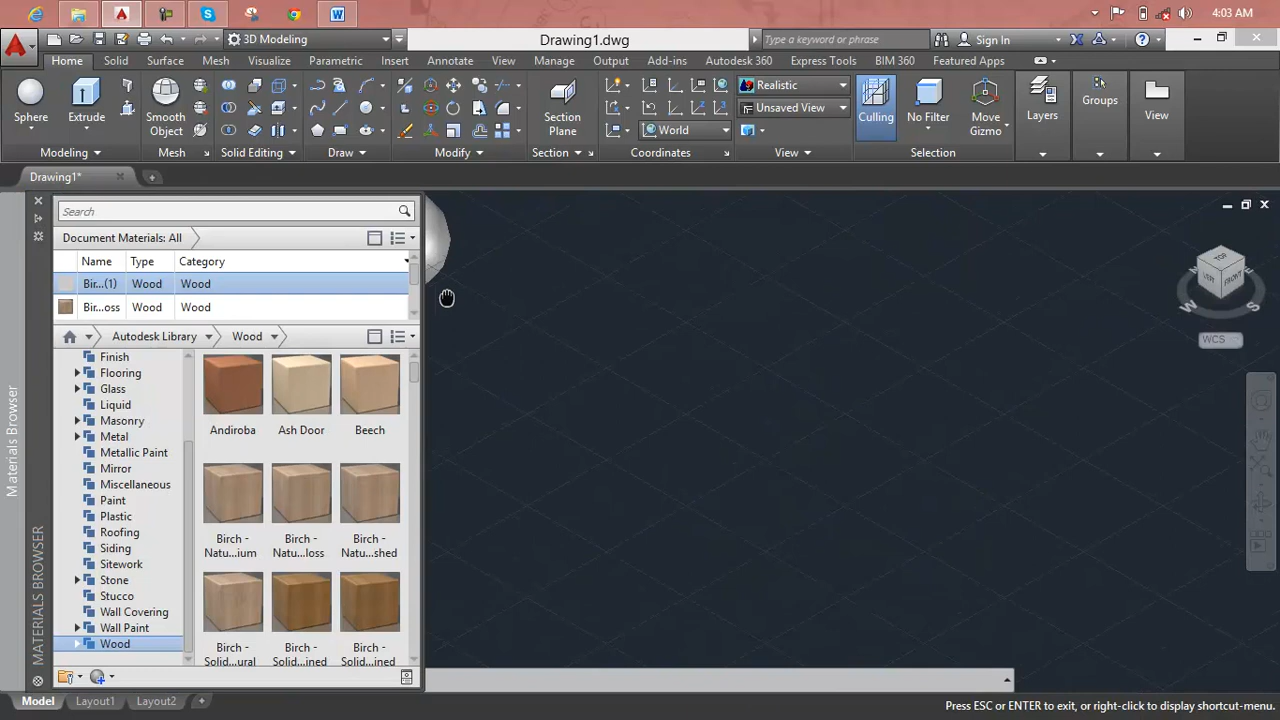 4:03 AM
3D Modeling
Drawing1.dwg
Type a keyword or phrase
Sign In
Home Solid Surface Mesh Visualize Parametric Insert Annotate View Manage Output Add-ins Autodesk 360 Express Tools BIM 360 Featured Apps
Sphere
Extrude
Smooth Object
Section Plane
World
Realistic
Unsaved View
Culling
No Filter
Move Gizmo
Layers
Groups
View
Modeling Mesh Solid Editing Draw Modify Section Coordinates View Selection
Drawing1*
Search
Document Materials: All
Name Type Category
Bir...(1) Wood Wood
Bir...oss Wood Wood
Autodesk Library Wood
Finish
Flooring
Glass
Liquid
Masonry
Metal
Metallic Paint
Mirror
Miscellaneous
Paint
Plastic
Roofing
Siding
Sitework
Stone
Stucco
Wall Covering
Wall Paint
Wood
Andiroba Ash Door Beech
Birch - Natu...ium
Birch - Natu...loss
Birch - Natu...shed
Birch - Solid...ural
Birch - Solid...ined
Birch - Solid...ined
Materials Browser
MATERIALS BROWSER
TOP
LEFT
FRONT
W
S
WCS
Model Layout1 Layout2
Press ESC or ENTER to exit, or right-click to display shortcut-menu.